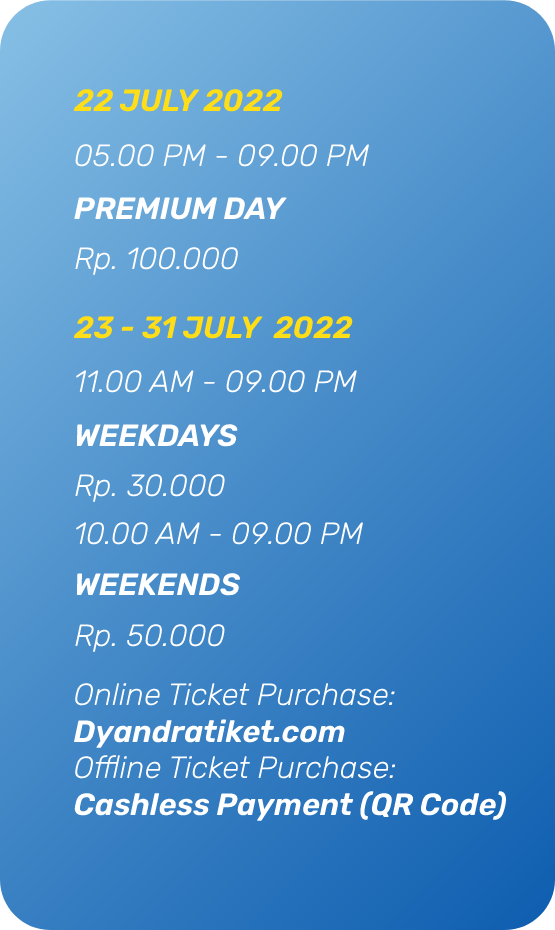 22 JULY 2022
05.00 PM - 09.00 PM
PREMIUM DAY
Rp. 100.000
23 - 31 JULY 2022
11.00 AM - 09.00 PM
WEEKDAYS
Rp. 30.000
10.00 AM - 09.00 PM
WEEKENDS
Rp. 50.000
Online Ticket Purchase:
Dyandratiket.com
Offline Ticket Purchase:
Cashless Payment (QR Code)